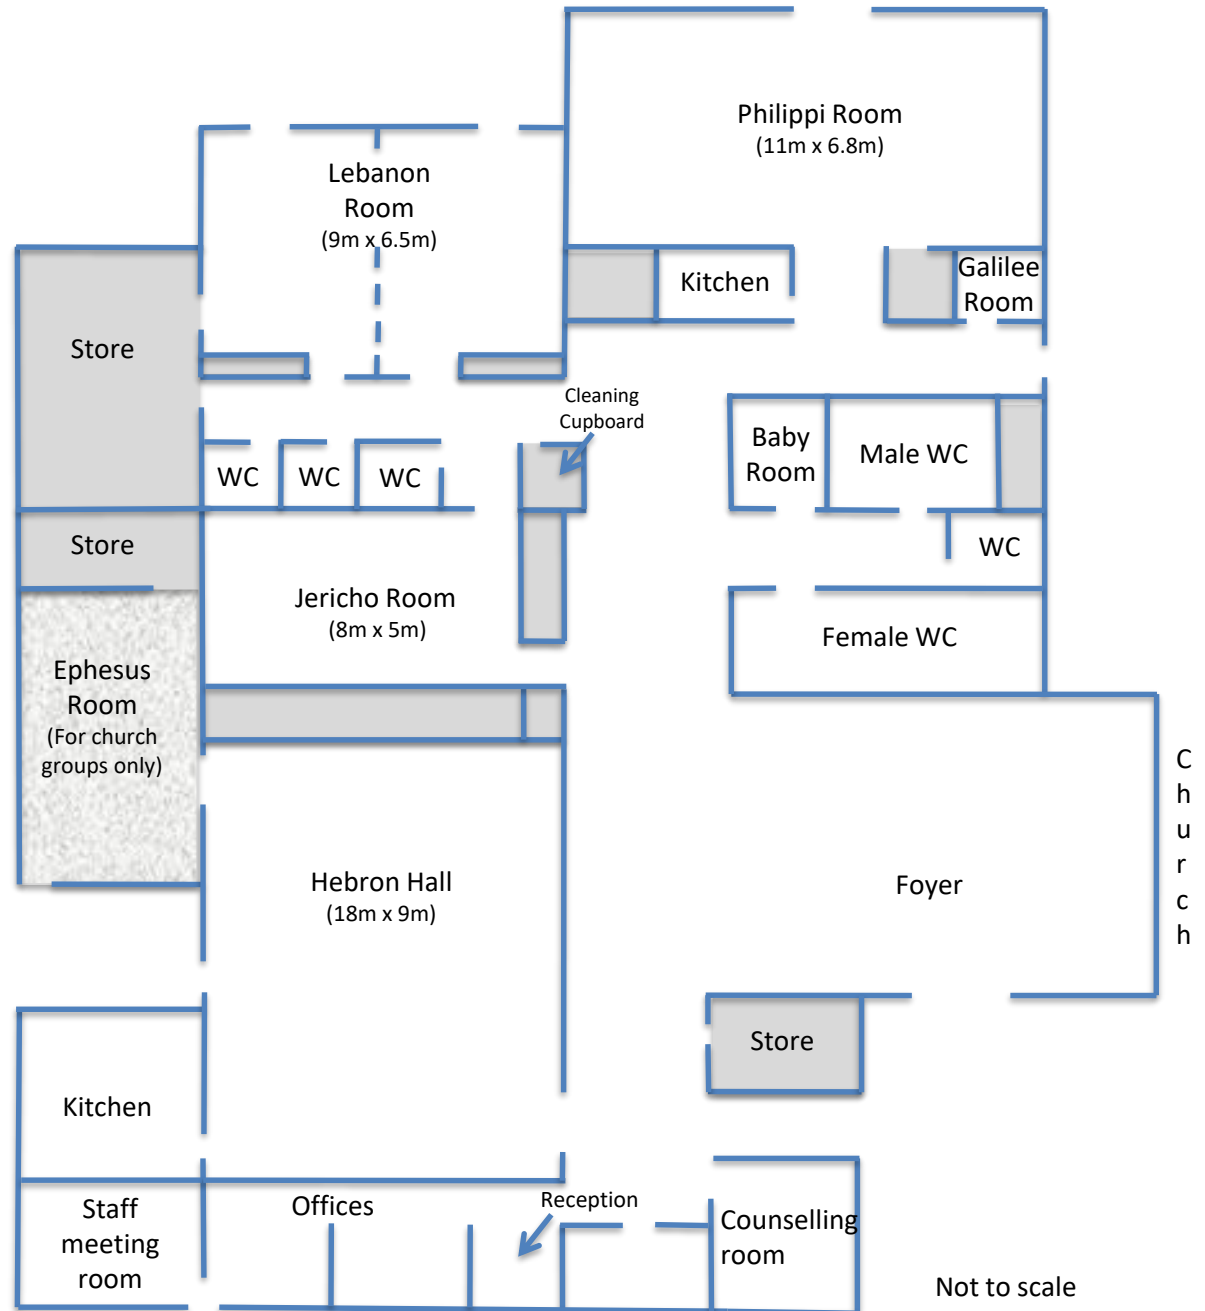 Philippi Room
(11m x 6.8m)
Lebanon
Room
(9m x 6.5m)
Kitchen
Galilee
Room
Store
Cleaning
Cupboard
Baby
Room
Male WC
WC
WC
WC
Store
WC
Jericho Room
(8m x 5m)
Female WC
Ephesus
Room
(For church
groups only)
C
h
u
r
c
h
Hebron Hall
(18m x 9m)
Foyer
Store
Kitchen
Staff
meeting
room
Offices
Reception
Counselling
room
Not to scale